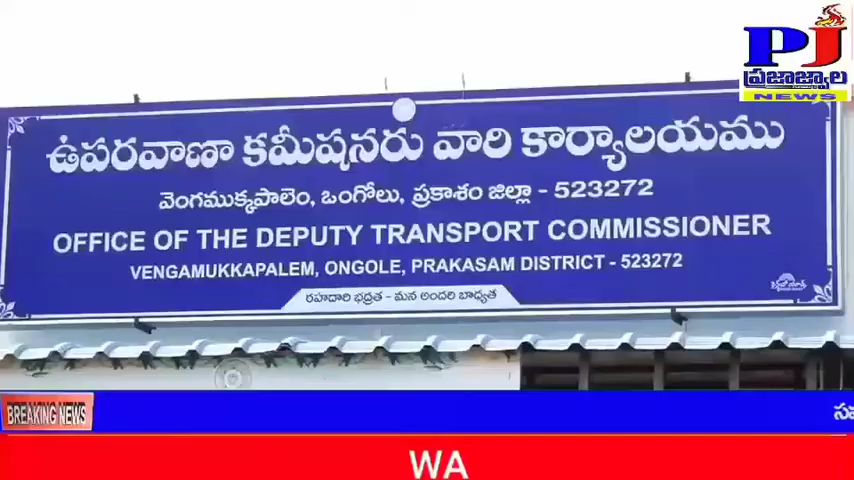 PJ
ప్రజాజ్వాల
NEWS
ఉపరవాణా కమీషనరు వారి కార్యాలయము
వెంగముక్కపాలెం, ఒంగోలు, ప్రకాశం జిల్లా - 523272
OFFICE OF THE DEPUTY TRANSPORT COMMISSIONER
VENGAMUKKAPALEM, ONGOLE, PRAKASAM DISTRICT - 523272
రహదారి భద్రత - మన అందరి బాధ్యత
BREAKING NEWS
WA